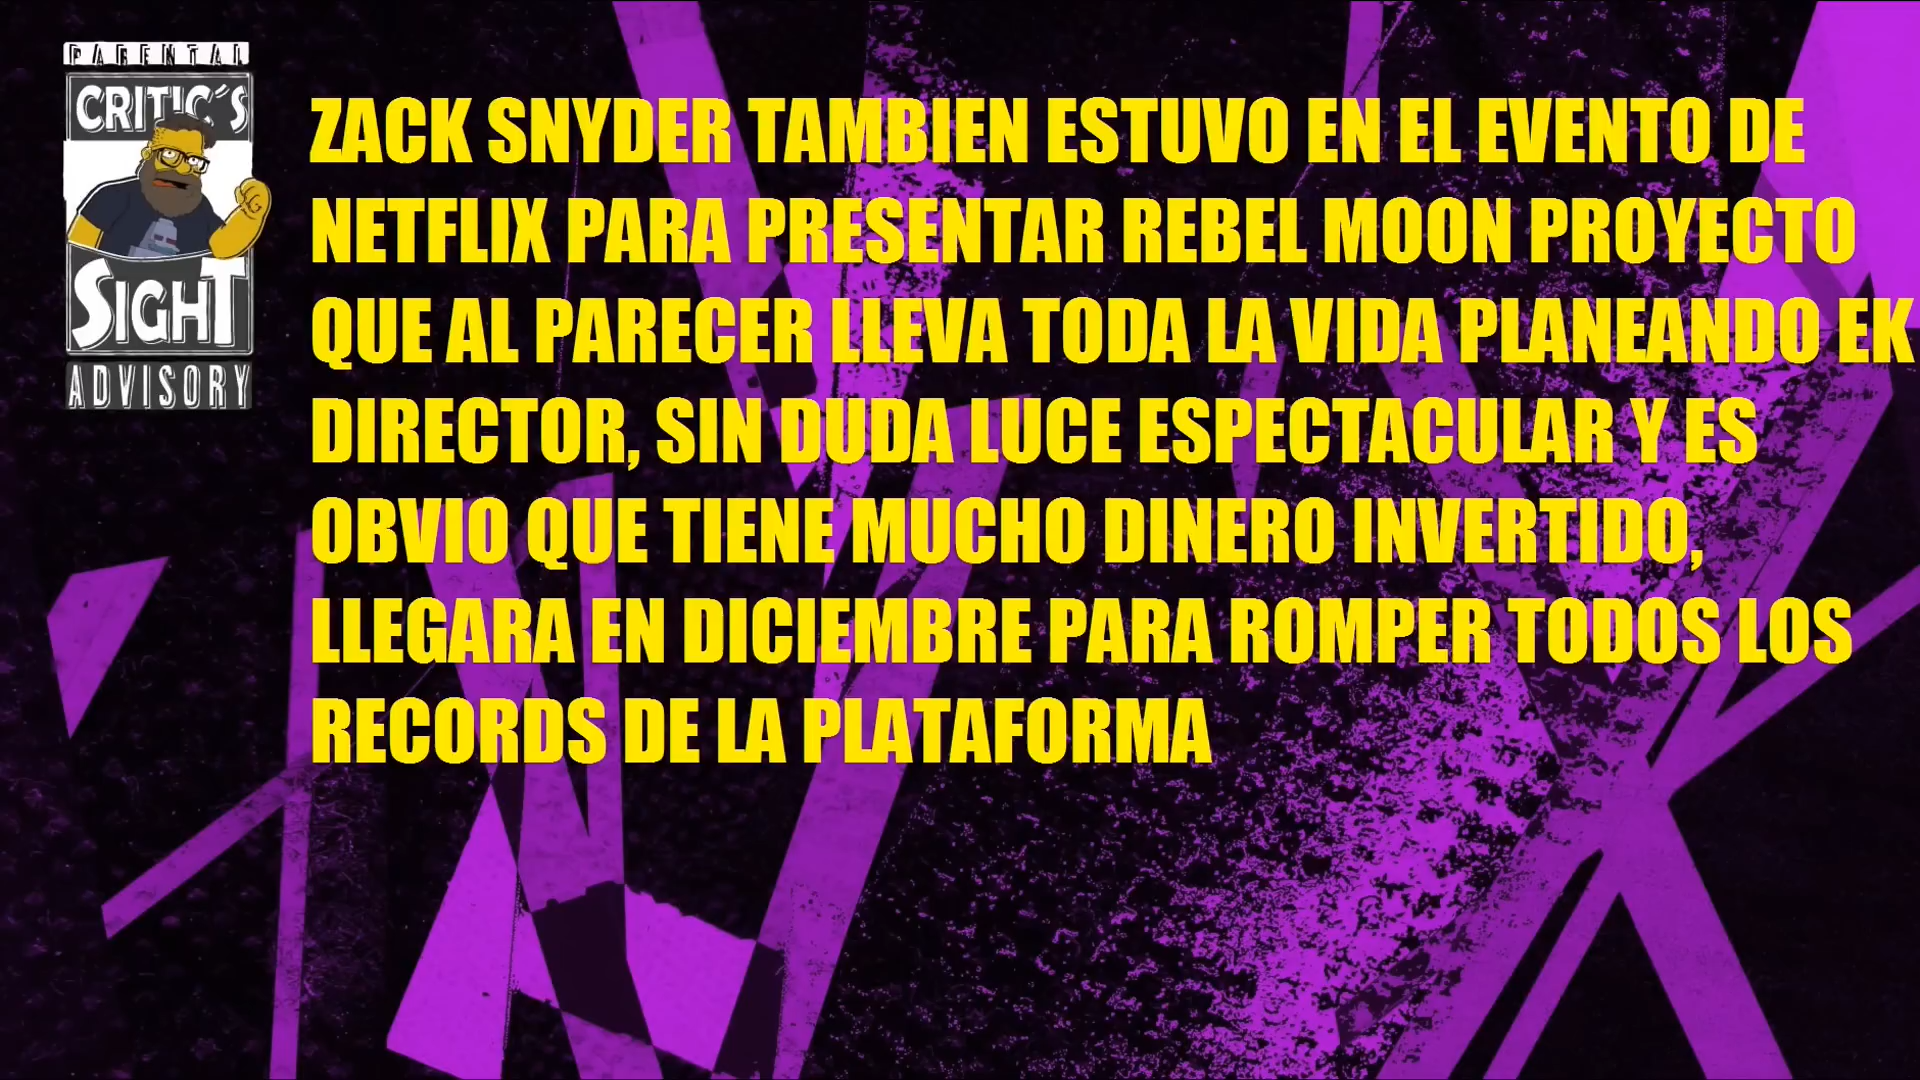 PARENTAL
CRITIC´S
SIGHT
ADVISORY
ZACK SNYDER TAMBIEN ESTUVO EN EL EVENTO DE
NETFLIX PARA PRESENTAR REBEL MOON PROYECTO
QUE AL PARECER LLEVA TODA LA VIDA PLANEANDO EK
DIRECTOR, SIN DUDA LUCE ESPECTACULAR Y ES
OBVIO QUE TIENE MUCHO DINERO INVERTIDO,
LLEGARA EN DICIEMBRE PARA ROMPER TODOS LOS
RECORDS DE LA PLATAFORMA